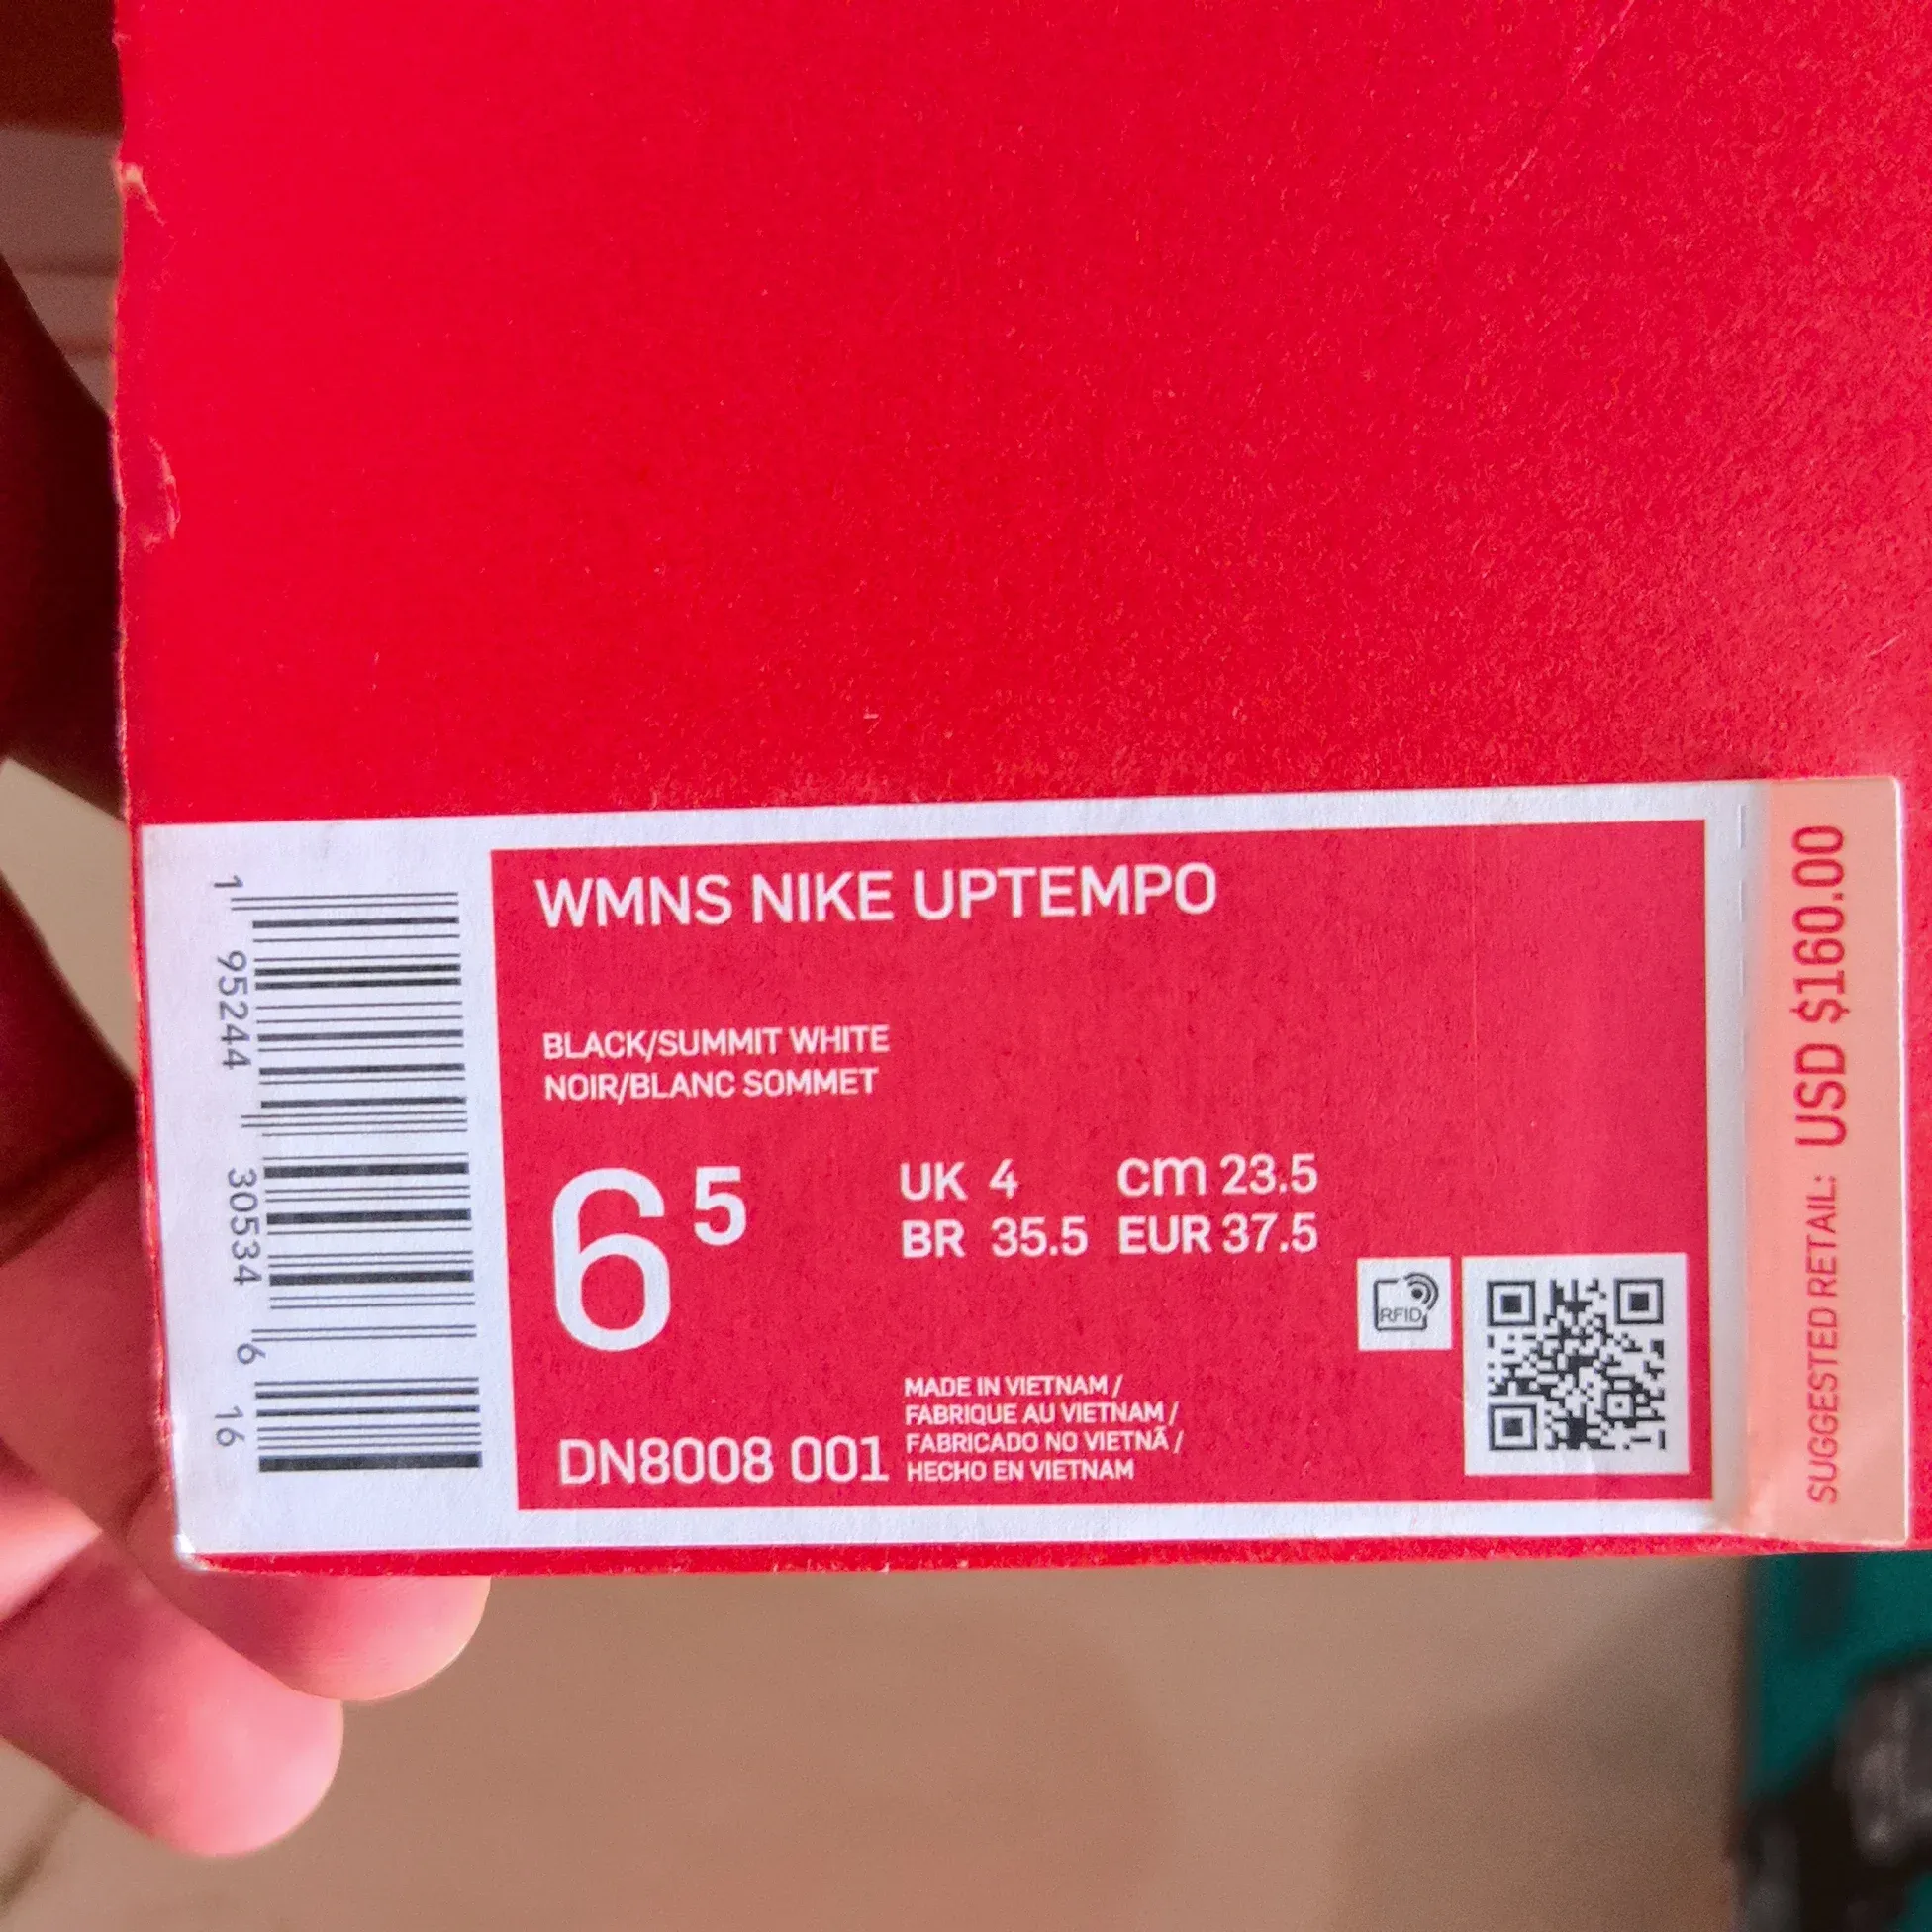 WMNS NIKE UPTEMPO
BLACK/SUMMIT WHITE
NOIR/BLANC SOMMET
6 5
UK 4 cm 23.5
BR 35.5 EUR 37.5
RFID
MADE IN VIETNAM /
FABRIQUE AU VIETNAM /
FABRICADO NO VIETNÃ /
HECHO EN VIETNAM
DN8008 001
1 95244 30534 6 16
SUGGESTED RETAIL: USD $160.00